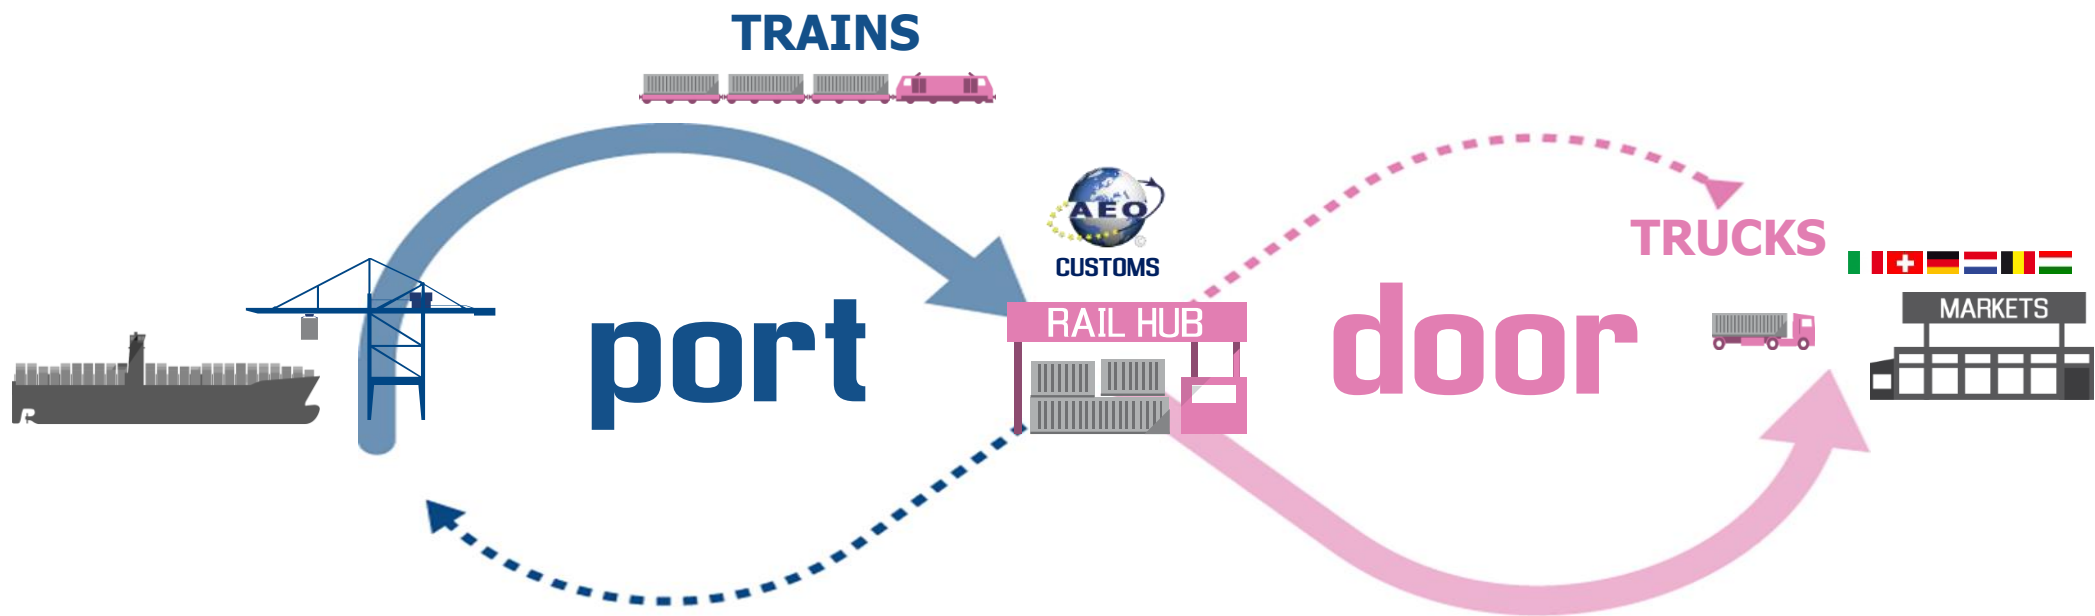 TRAINS
AEO
©
CUSTOMS
TRUCKS
port
RAIL HUB
door
MARKETS